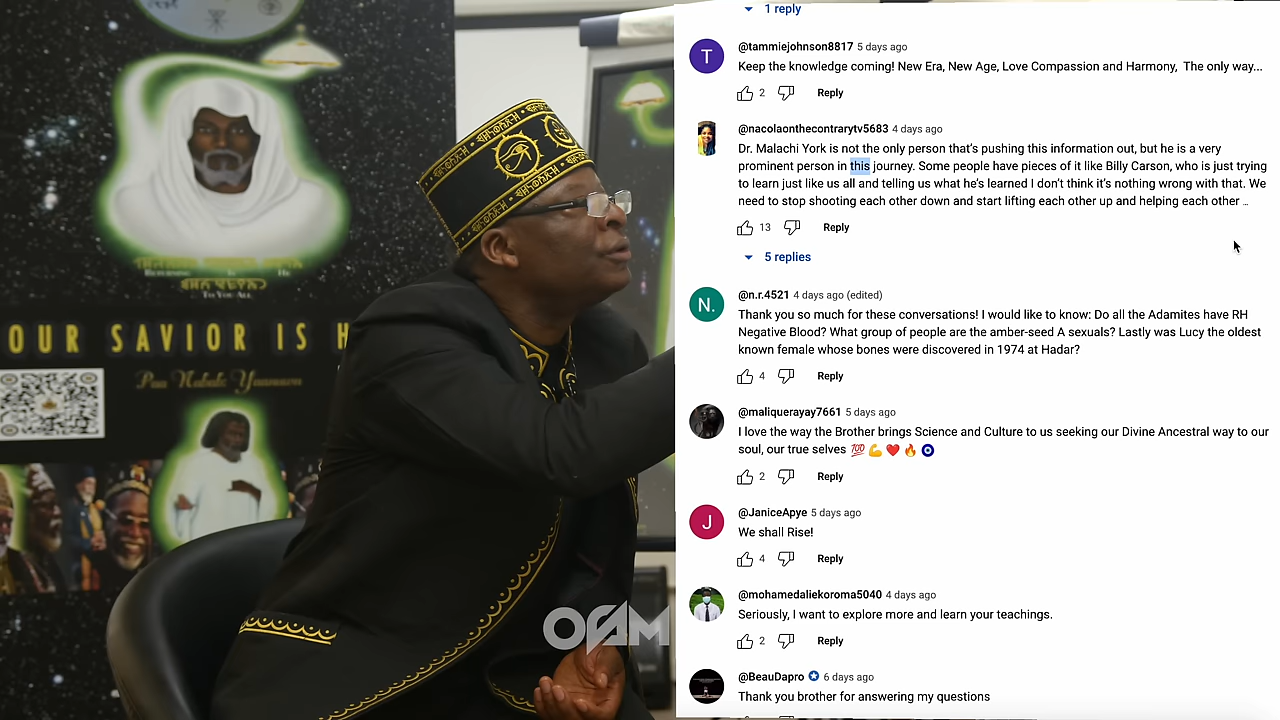 RETURNING IS HE
TO YOU ALL
OUR SAVIOR IS H
Paa Nabab Yaanuwn
OGM
1 reply
T
@tammiejohnson8817 5 days ago
Keep the knowledge coming! New Era, New Age, Love Compassion and Harmony, The only way...
2 Reply
@nacolaonthecontrarytv5683 4 days ago
Dr. Malachi York is not the only person that's pushing this information out, but he is a very
prominent person in this journey. Some people have pieces of it like Billy Carson, who is just trying
to learn just like us all and telling us what he's learned I don't think it's nothing wrong with that. We
need to stop shooting each other down and start lifting each other up and helping each other ...
13 Reply
5 replies
N.
@n.r.4521 4 days ago (edited)
Thank you so much for these conversations! I would like to know: Do all the Adamites have RH
Negative Blood? What group of people are the amber-seed A sexuals? Lastly was Lucy the oldest
known female whose bones were discovered in 1974 at Hadar?
4 Reply
@maliquerayay7661 5 days ago
I love the way the Brother brings Science and Culture to us seeking our Divine Ancestral way to our
soul, our true selves 💯 💪 ❤️ 🔥 🧿
2 Reply
J
@JaniceApye 5 days ago
We shall Rise!
4 Reply
@mohamedaliekoroma5040 4 days ago
Seriously, I want to explore more and learn your teachings.
2 Reply
@BeauDapro 6 days ago
Thank you brother for answering my questions